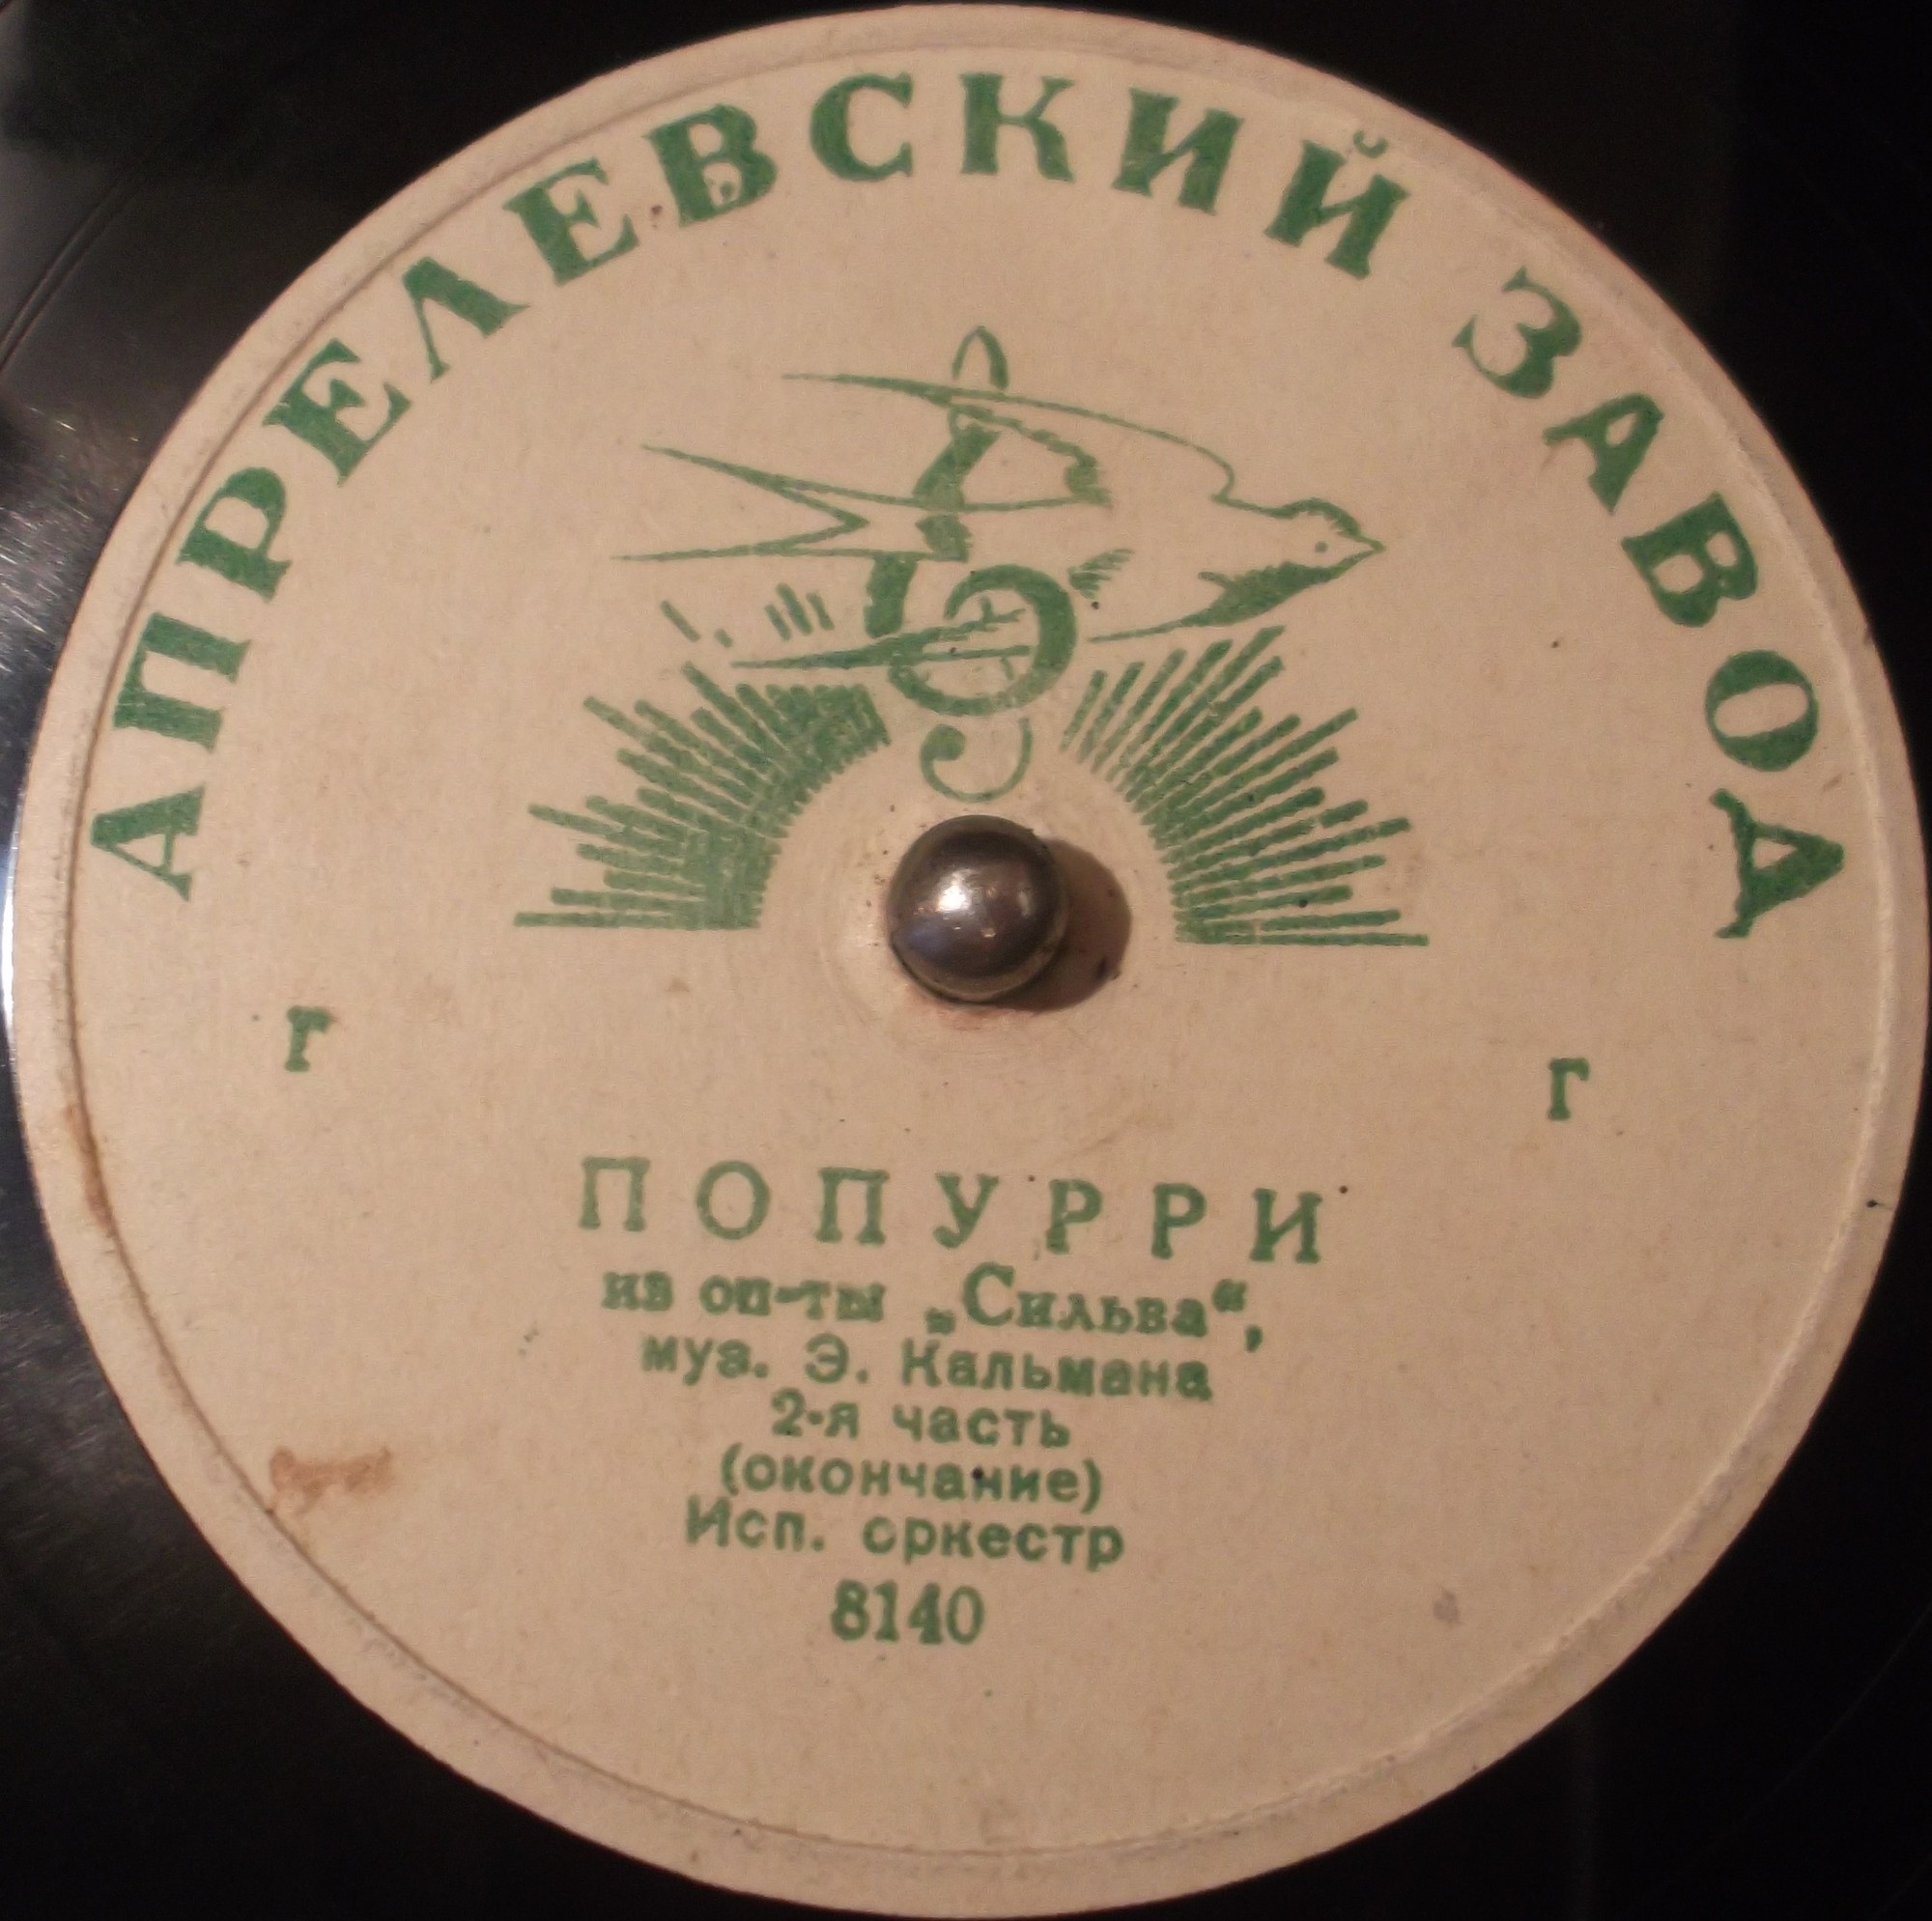 АПРЕЛЕВСКИЙ ЗАВОД
г г
ПОПУРРИ
из оп-ты „Сильва“,
муз. Э. Кальмана
2-я часть
(окончание)
Исп. оркестр
8140